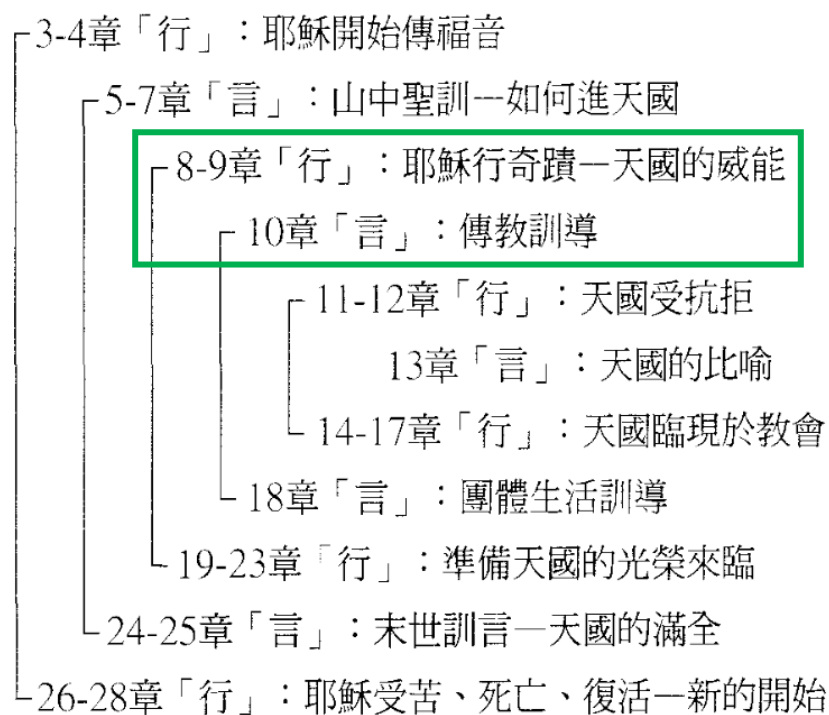 3-4章「行」：耶穌開始傳福音
5-7章「言」：山中聖訓—如何進天國
8-9章「行」：耶穌行奇蹟—天國的威能
10章「言」：傳教訓導
11-12章「行」：天國受抗拒
13章「言」：天國的比喻
14-17章「行」：天國臨現於教會
18章「言」：團體生活訓導
19-23章「行」：準備天國的光榮來臨
24-25章「言」：末世訓言—天國的滿全
26-28章「行」：耶穌受苦、死亡、復活—新的開始